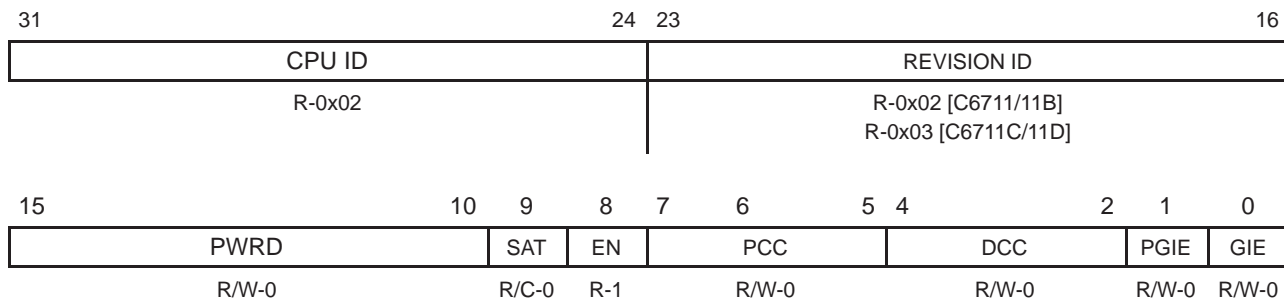 31 24 23 16
CPU ID REVISION ID
R-0x02 R-0x02 [C6711/11B]
R-0x03 [C6711C/11D]
15 10 9 8 7 6 5 4 2 1 0
PWRD SAT EN PCC DCC PGIE GIE
R/W-0 R/C-0 R-1 R/W-0 R/W-0 R/W-0 R/W-0